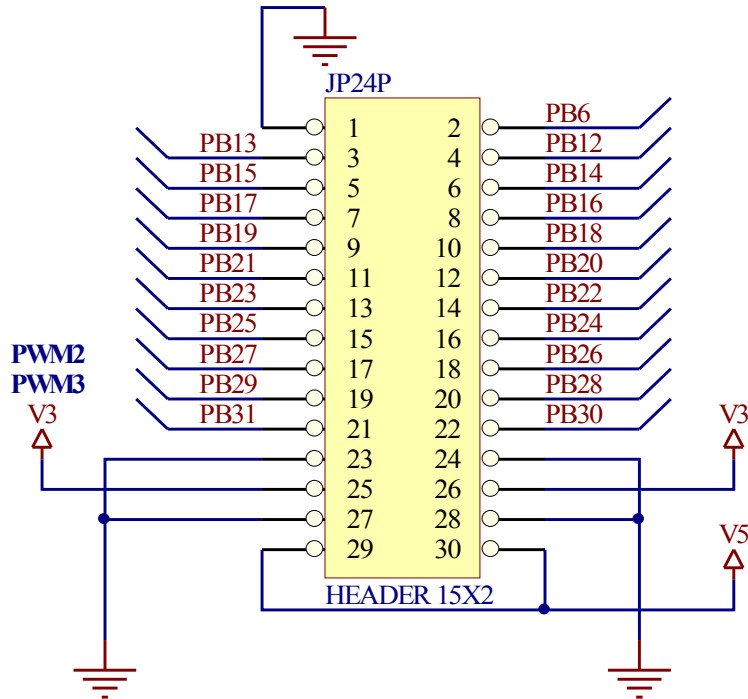 JP24P
1 2 PB6
PB13 3 4 PB12
PB15 5 6 PB14
PB17 7 8 PB16
PB19 9 10 PB18
PB21 11 12 PB20
PB23 13 14 PB22
PB25 15 16 PB24
PWM2 PB27 17 18 PB26
PWM3 PB29 19 20 PB28
V3 PB31 21 22 PB30 V3
23 24
25 26
27 28
29 30 V5
HEADER 15X2